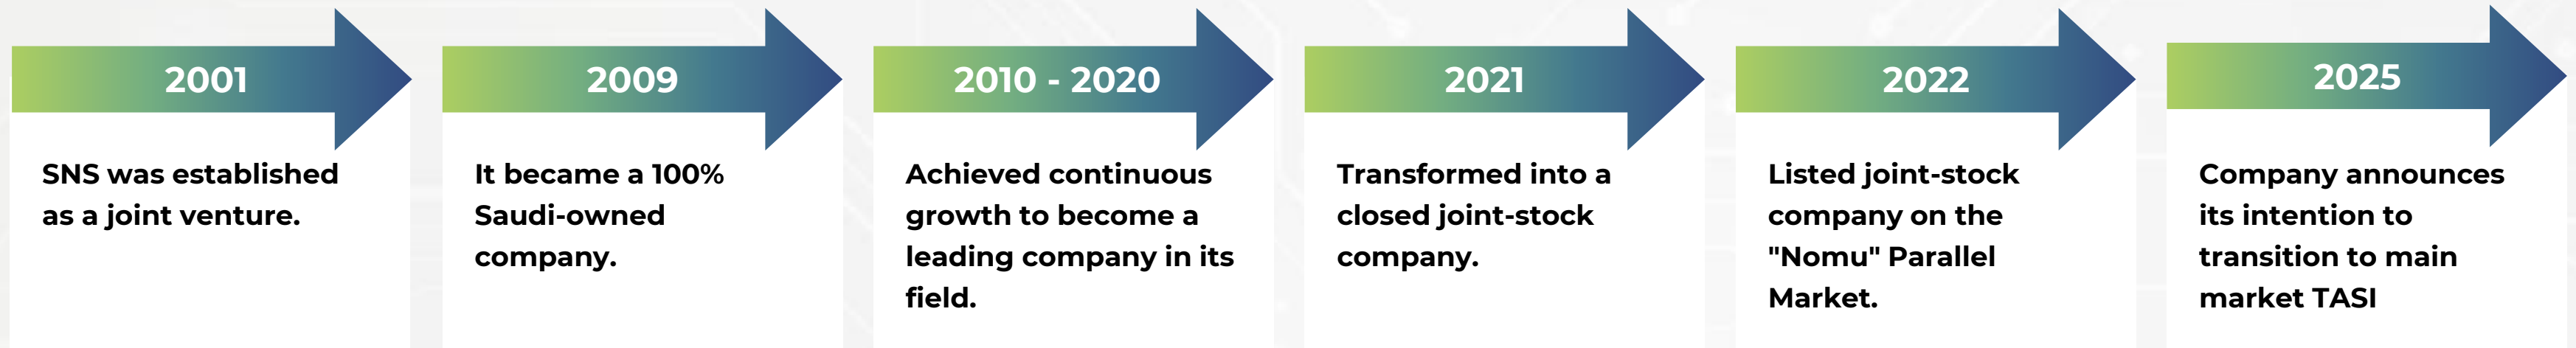 2001
SNS was established
as a joint venture.
2009
It became a 100%
Saudi-owned
company.
2010 - 2020
Achieved continuous
growth to become a
leading company in its
field.
2021
Transformed into a
closed joint-stock
company.
2022
Listed joint-stock
company on the
"Nomu" Parallel
Market.
2025
Company announces
its intention to
transition to main
market TASI